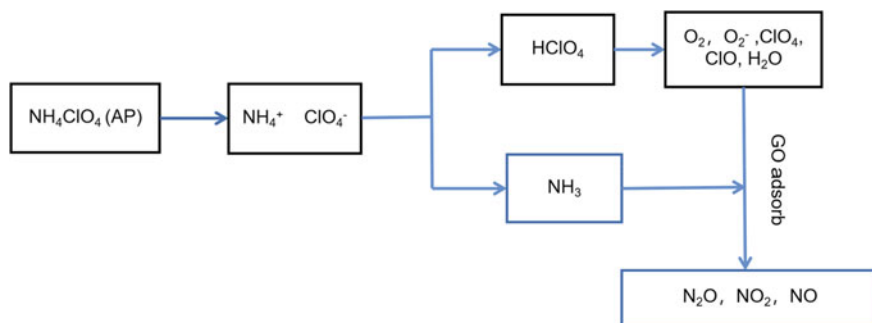 HClO₄
O₂, O₂⁻ ,ClO₄,
ClO, H₂O
NH₄ClO₄ (AP)
NH₄⁺ ClO₄⁻
NH₃
GO adsorb
N₂O, NO₂, NO